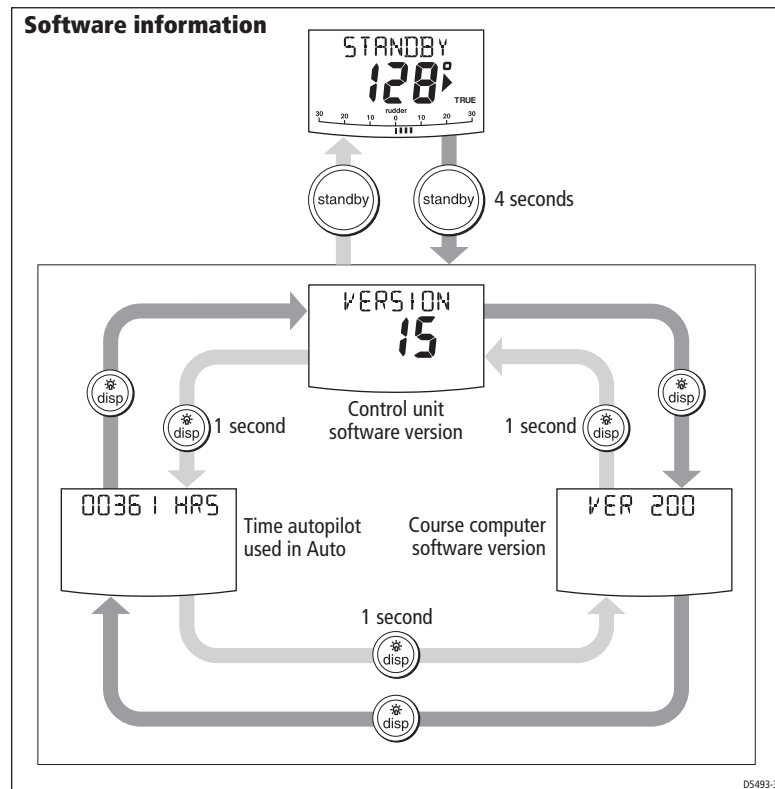 Software information
STANDBY
128°
TRUE
rudder
30 20 10 0 10 20 30
standby
standby
4 seconds
VERSION
15
disp
disp
disp
1 second
Control unit
software version
1 second
disp
00361 HRS
Time autopilot
used in Auto
Course computer
software version
VER 200
1 second
disp
disp
D5493-3